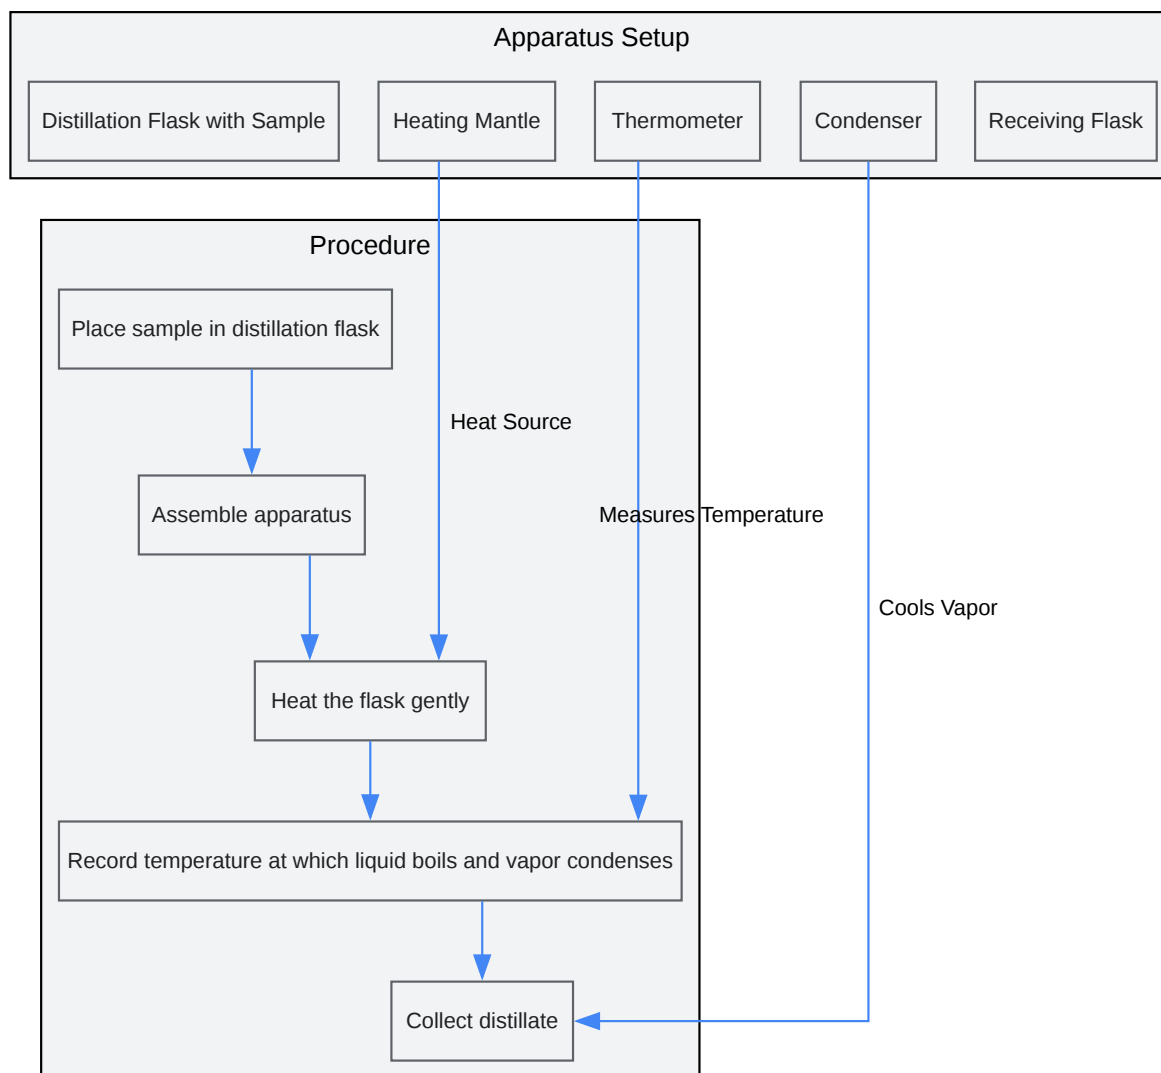 Apparatus Setup
Distillation Flask with Sample
Heating Mantle
Thermometer
Condenser
Receiving Flask
Procedure
Place sample in distillation flask
Heat Source
Assemble apparatus
Measures Temperature
Cools Vapor
Heat the flask gently
Record temperature at which liquid boils and vapor condenses
Collect distillate